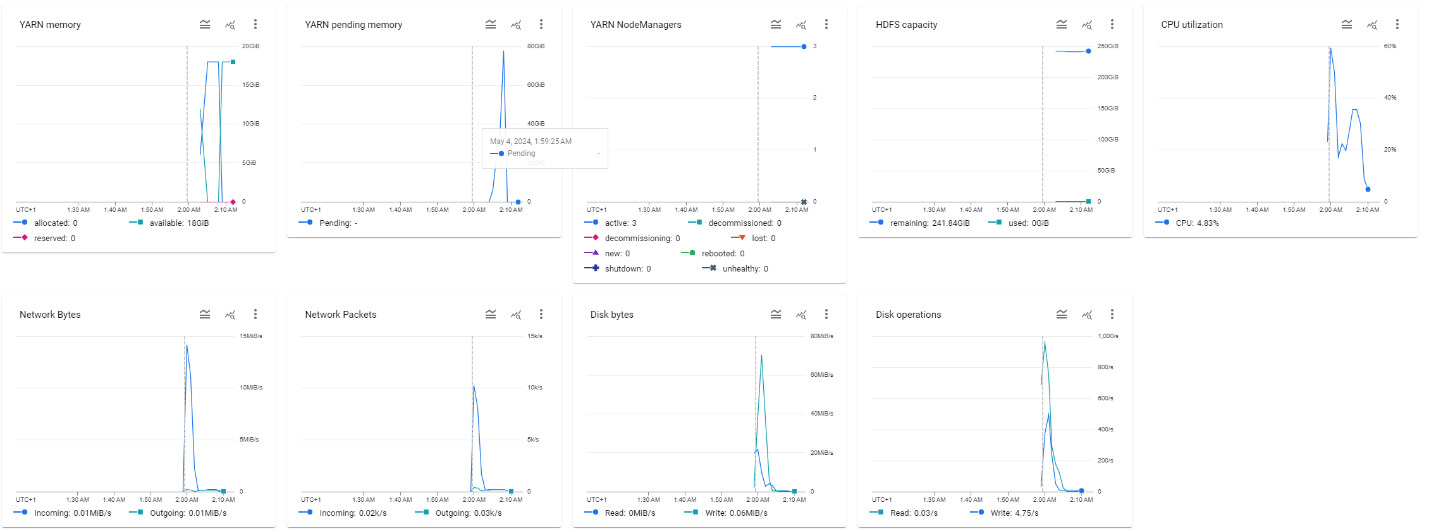 YARN memory
20GiB
15GiB
10GiB
5GiB
0
UTC+1 1:30 AM 1:40 AM 1:50 AM 2:00 AM 2:10 AM
allocated: 0 available: 18GiB
reserved: 0
YARN pending memory
80GiB
60GiB
40GiB
May 4, 2024, 1:59:25 AM
Pending -
0
UTC+1 1:30 AM 1:40 AM 1:50 AM 2:00 AM 2:10 AM
Pending: -
YARN NodeManagers
3
2
1
0
UTC+1 1:30 AM 1:40 AM 1:50 AM 2:00 AM 2:10 AM
active: 3 decommissioned: 0
decommissioning: 0 lost: 0
new: 0 rebooted: 0
shutdown: 0 unhealthy: 0
HDFS capacity
250GiB
200GiB
150GiB
100GiB
50GiB
0
UTC+1 1:30 AM 1:40 AM 1:50 AM 2:00 AM 2:10 AM
remaining: 241.84GiB used: 0GiB
CPU utilization
60%
40%
20%
0
UTC+1 1:30 AM 1:40 AM 1:50 AM 2:00 AM 2:10 AM
CPU: 4.83%
Network Bytes
15MiB/s
10MiB/s
5MiB/s
0
UTC+1 1:30 AM 1:40 AM 1:50 AM 2:00 AM 2:10 AM
Incoming: 0.01MiB/s Outgoing: 0.01MiB/s
Network Packets
15k/s
10k/s
5k/s
0
UTC+1 1:30 AM 1:40 AM 1:50 AM 2:00 AM 2:10 AM
Incoming: 0.02k/s Outgoing: 0.03k/s
Disk bytes
80MiB/s
60MiB/s
40MiB/s
20MiB/s
0
UTC+1 1:30 AM 1:40 AM 1:50 AM 2:00 AM 2:10 AM
Read: 0MiB/s Write: 0.06MiB/s
Disk operations
1,000/s
800/s
600/s
400/s
200/s
0
UTC+1 1:30 AM 1:40 AM 1:50 AM 2:00 AM 2:10 AM
Read: 0.03/s Write: 4.75/s